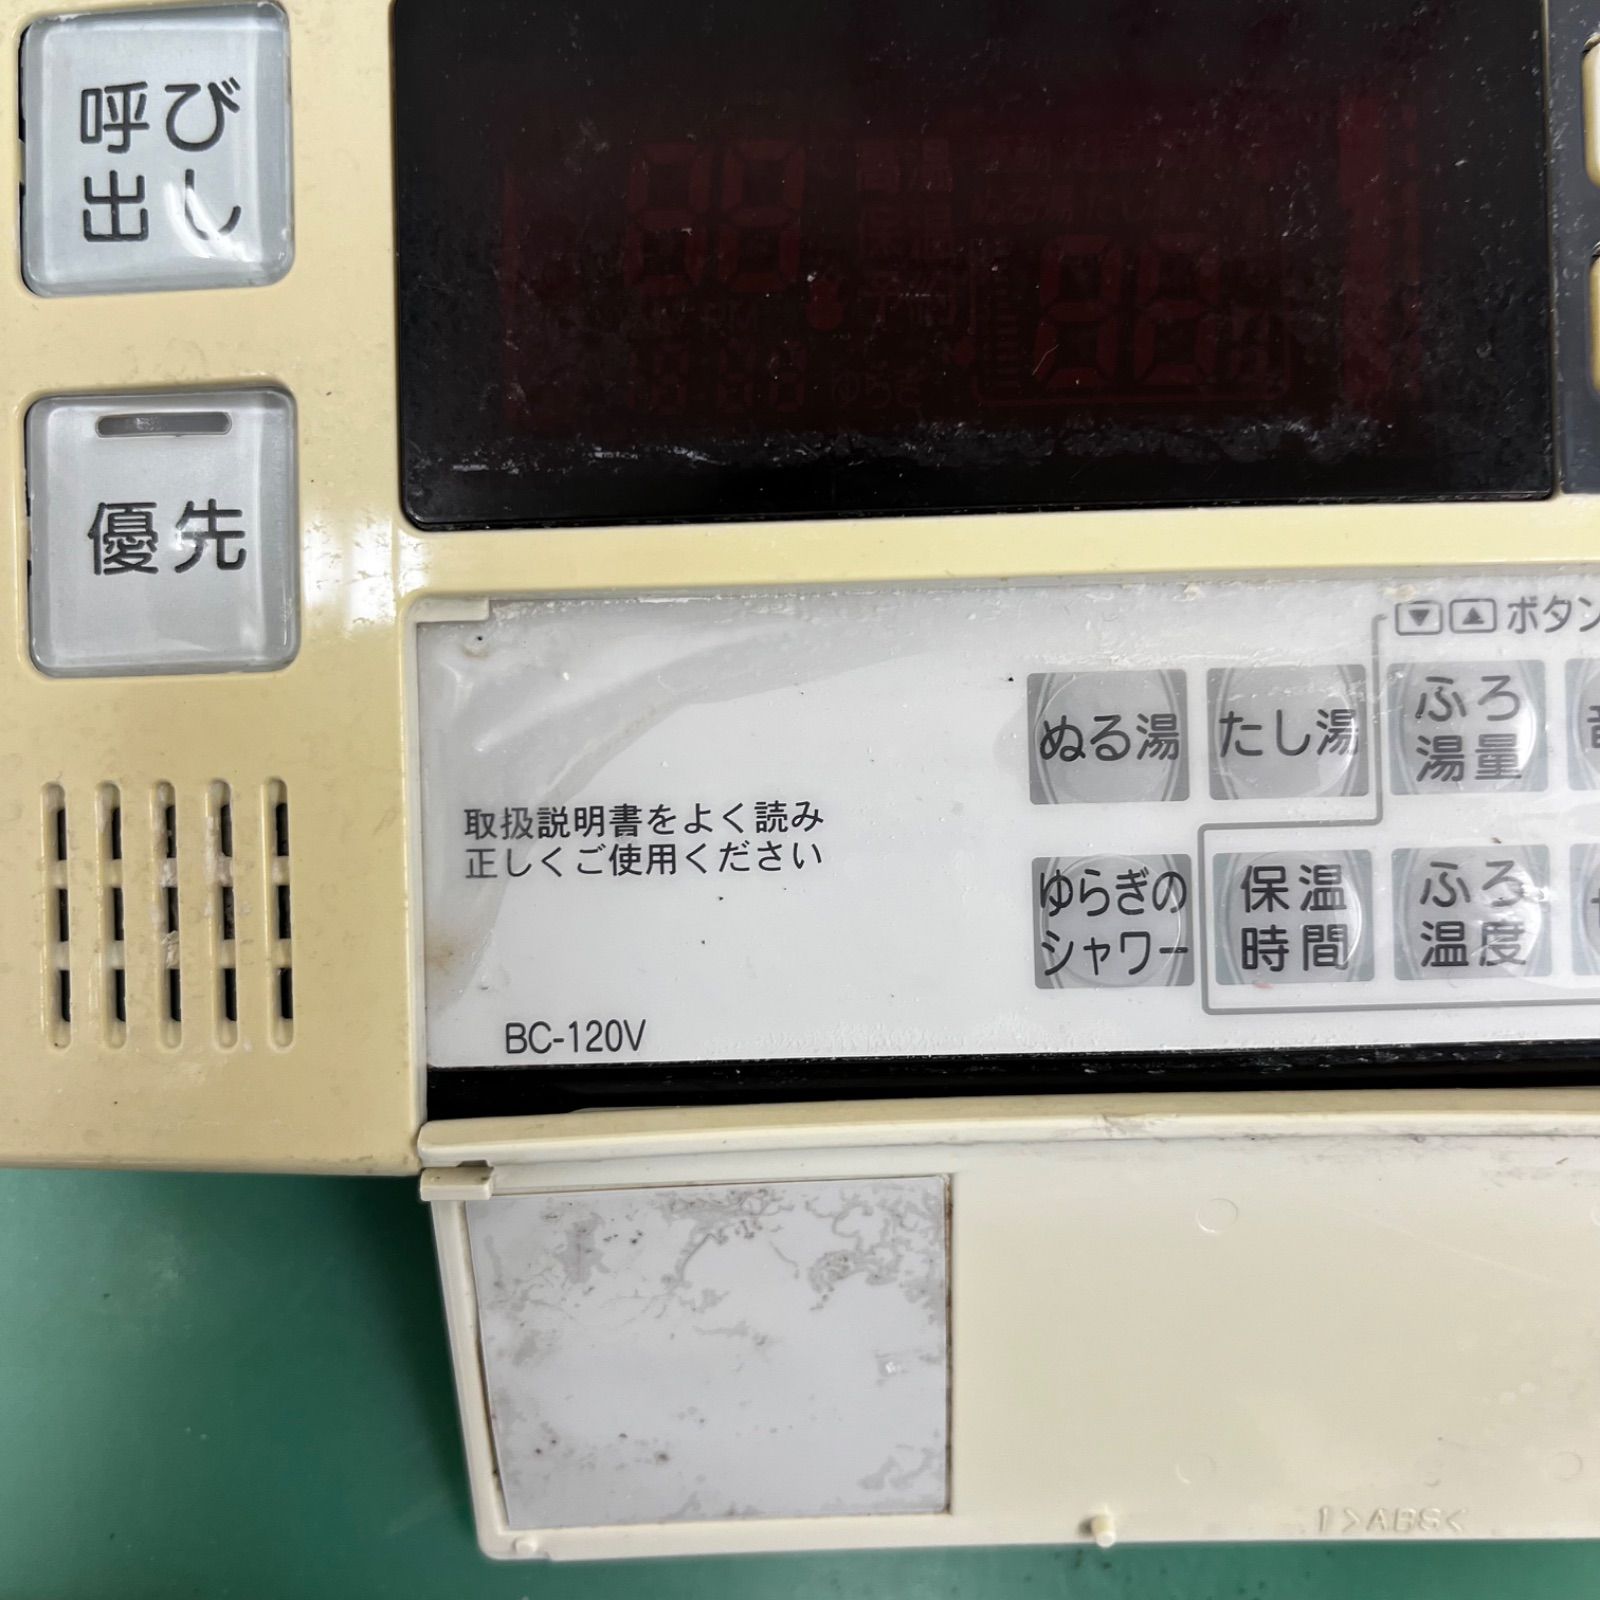 呼び
出し
優先
▼ ▲ ボタン
ぬる湯
たし湯
ふろ
湯量
取扱説明書をよく読み
正しくご使用ください
ゆらぎの
シャワー
保温
時間
ふろ
温度
BC-120V
1 >ABS<